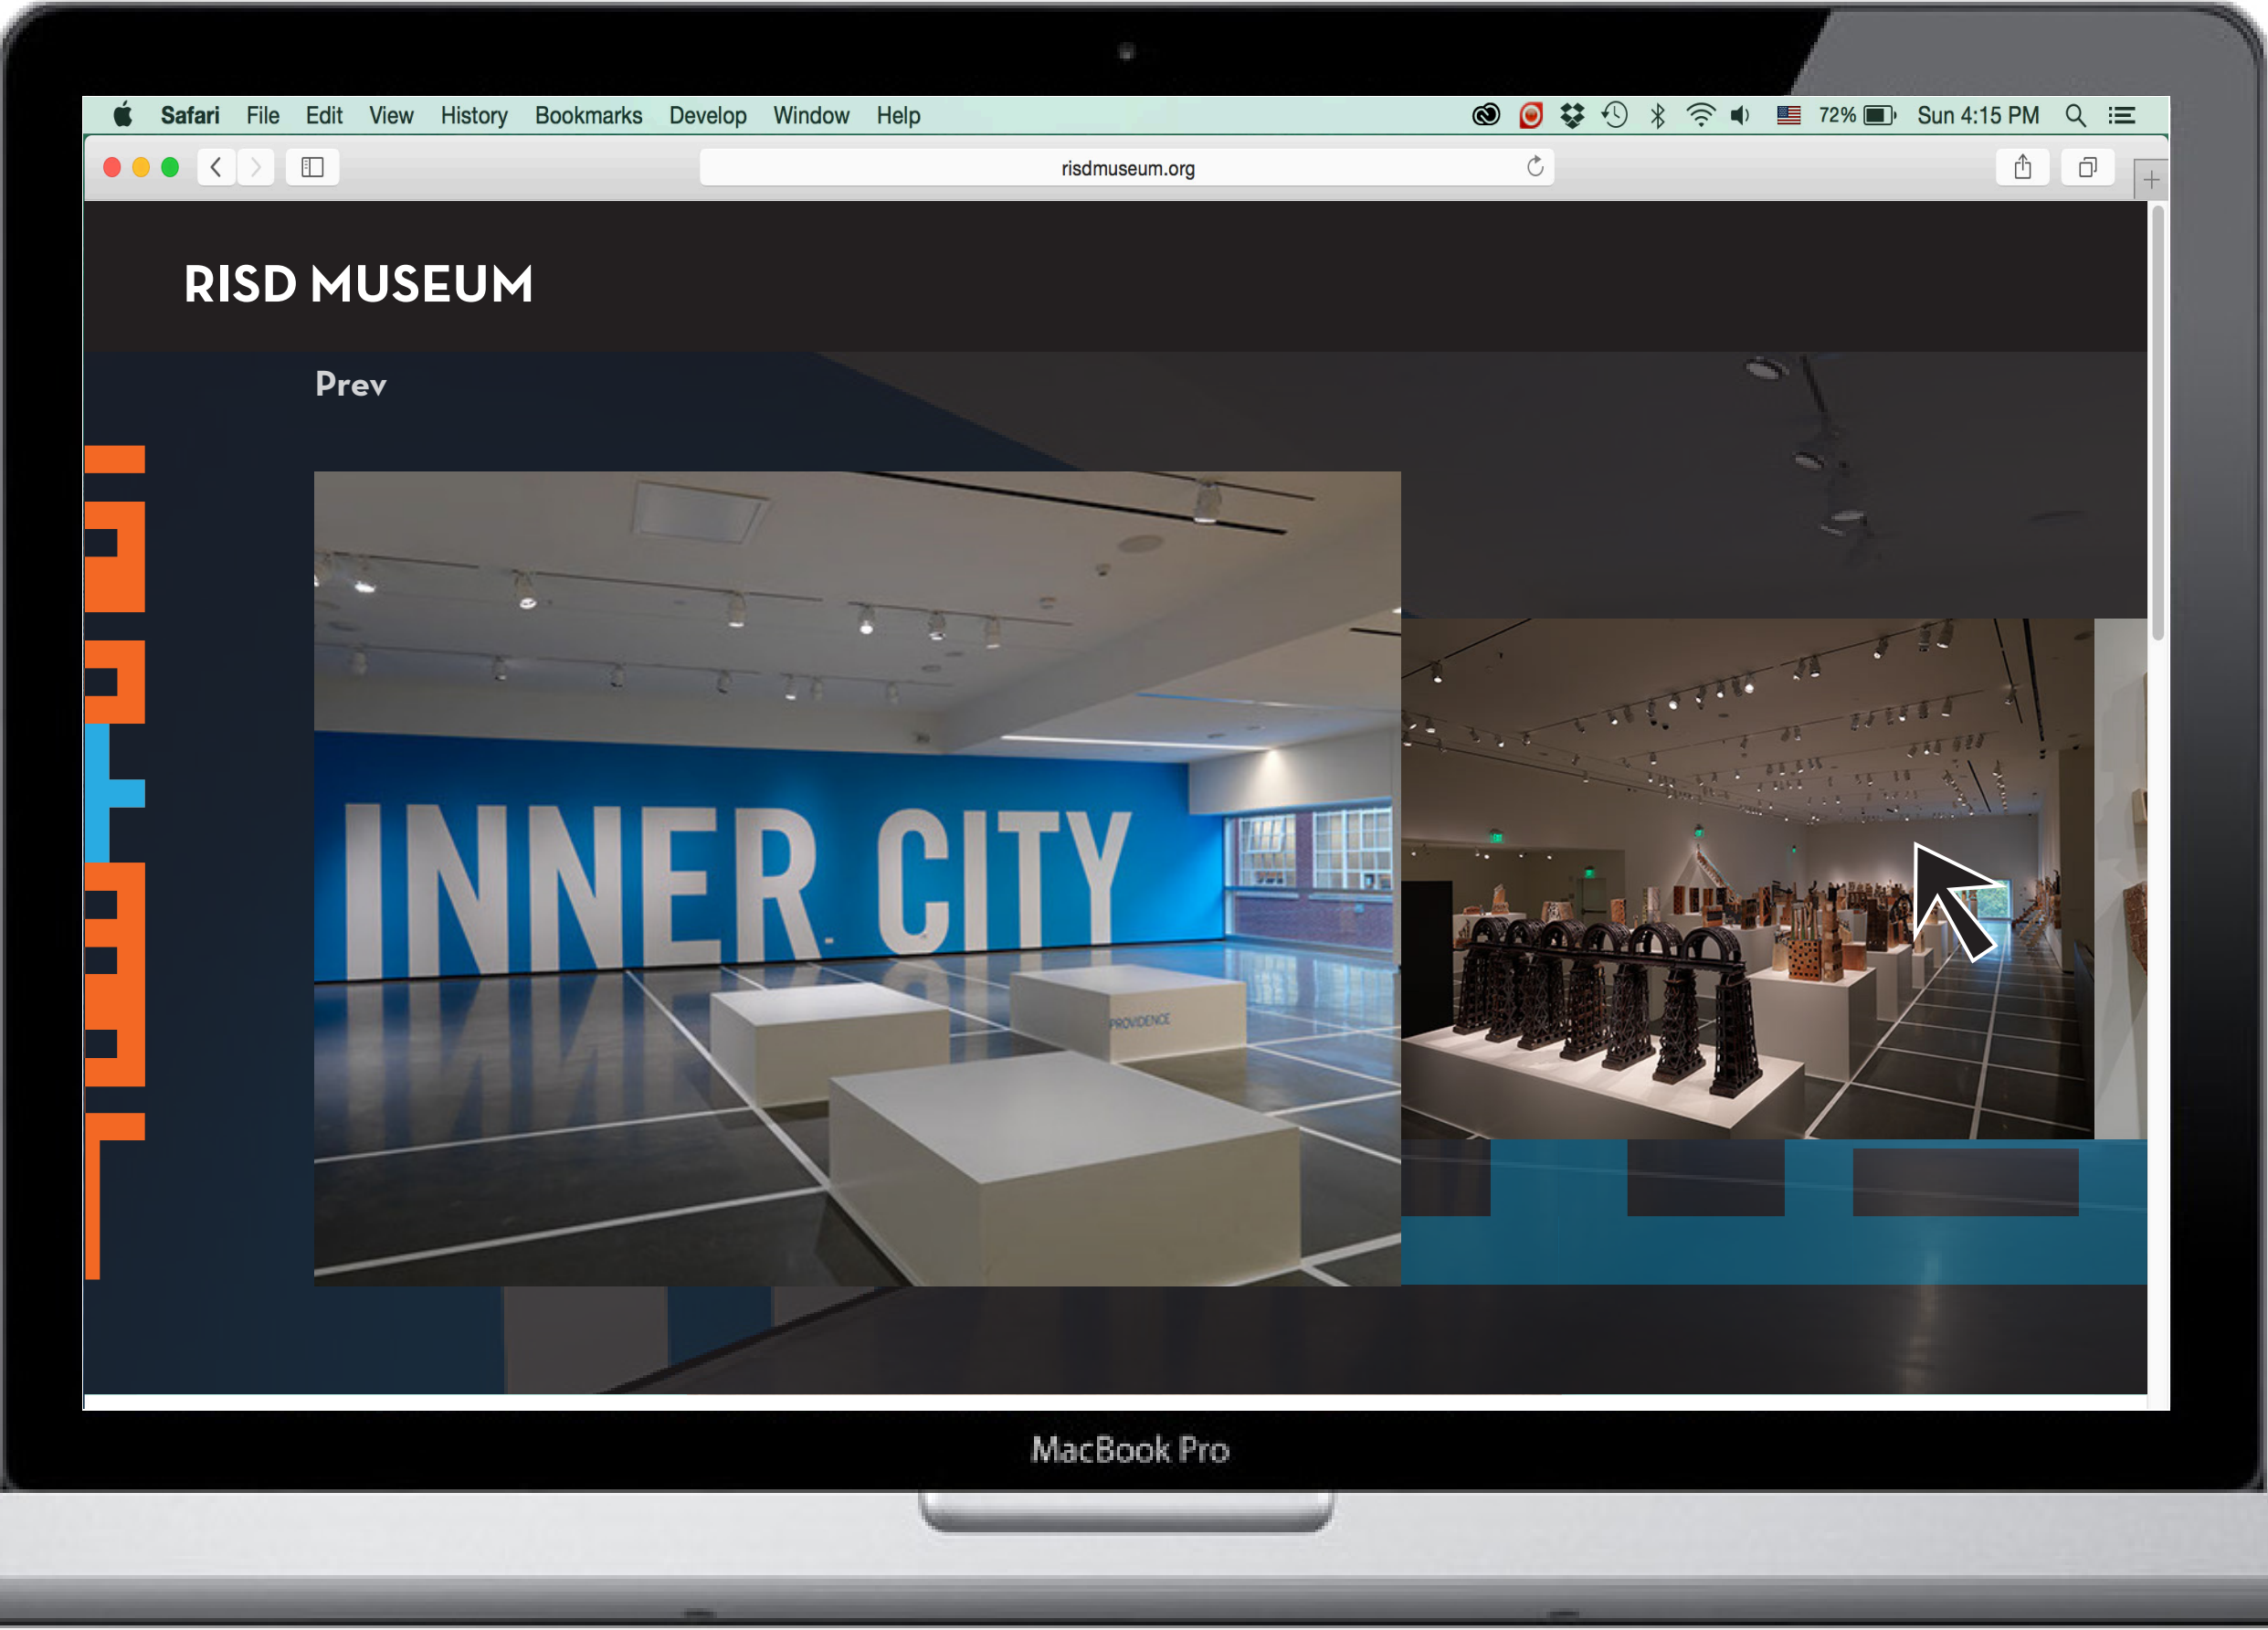 Safari File Edit View History Bookmarks Develop Window Help 72% Sun 4:15 PM
risdmuseum.org
RISD MUSEUM
Prev
INNER CITY
PROVIDENCE
MacBook Pro